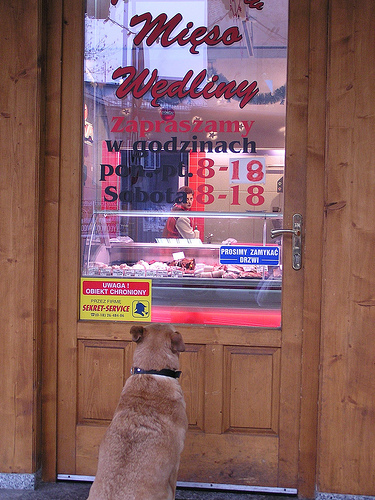 Mięso
Wędliny
Zapraszamy
w godzinach
pon.-pt. 8-18
Sobota 8-18
PROSIMY ZAMYKAĆ
DRZWI
UWAGA !
OBIEKT CHRONIONY
PRZEZ FIRMĘ
SEKRET-SERVICE